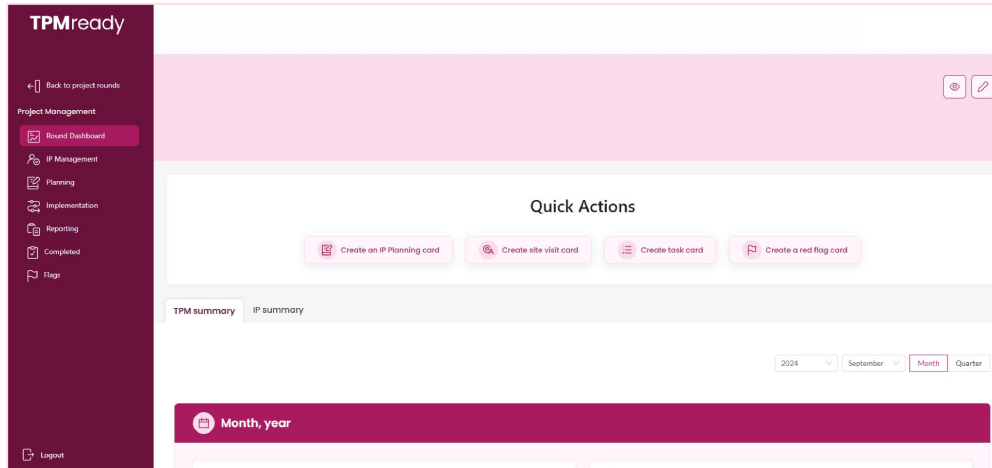 TPMready
Back to project rounds
Project Management
Round Dashboard
IP Management
Planning
Implementation
Reporting
Completed
Flags
Logout
Quick Actions
Create an IP Planning card
Create site visit card
Create task card
Create a red flag card
TPM summary
IP summary
2024
September
Month
Quarter
Month, year